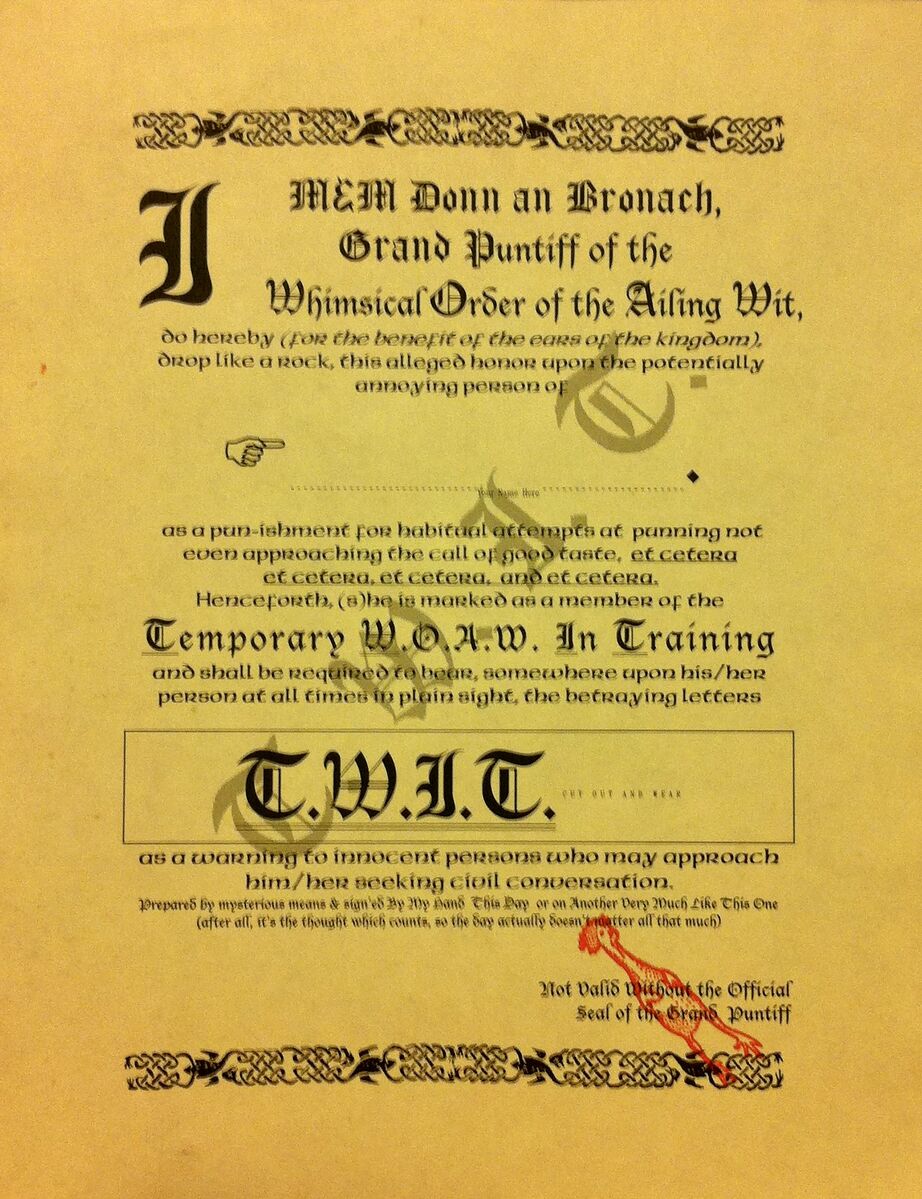 I M&M Donn an Bronach,
Grand Puntiff of the
Whimsical Order of the Ailing Wit,
do hereby (for the benefit of the ears of the kingdom),
drop like a rock, this alleged honor upon the potentially
annoying person of
Your Name Here
as a pun-ishment for habitual attempts at punning not
even approaching the call of good taste, et cetera
et cetera, et cetera, and et cetera.
Henceforth, (s)he is marked as a member of the
Temporary W.O.A.W. In Training
and shall be required to bear, somewhere upon his/her
person at all times in plain sight, the betraying letters
T.W.I.T. CUT OUT AND WEAR
as a warning to innocent persons who may approach
him/her seeking civil conversation.
Prepared by mysterious means & sign'ed By My Hand This Day or on Another Very Much Like This One
(after all, it's the thought which counts, so the day actually doesn't matter all that much)
Not Valid Without the Official
Seal of the Grand Puntiff
T.W.I.T.